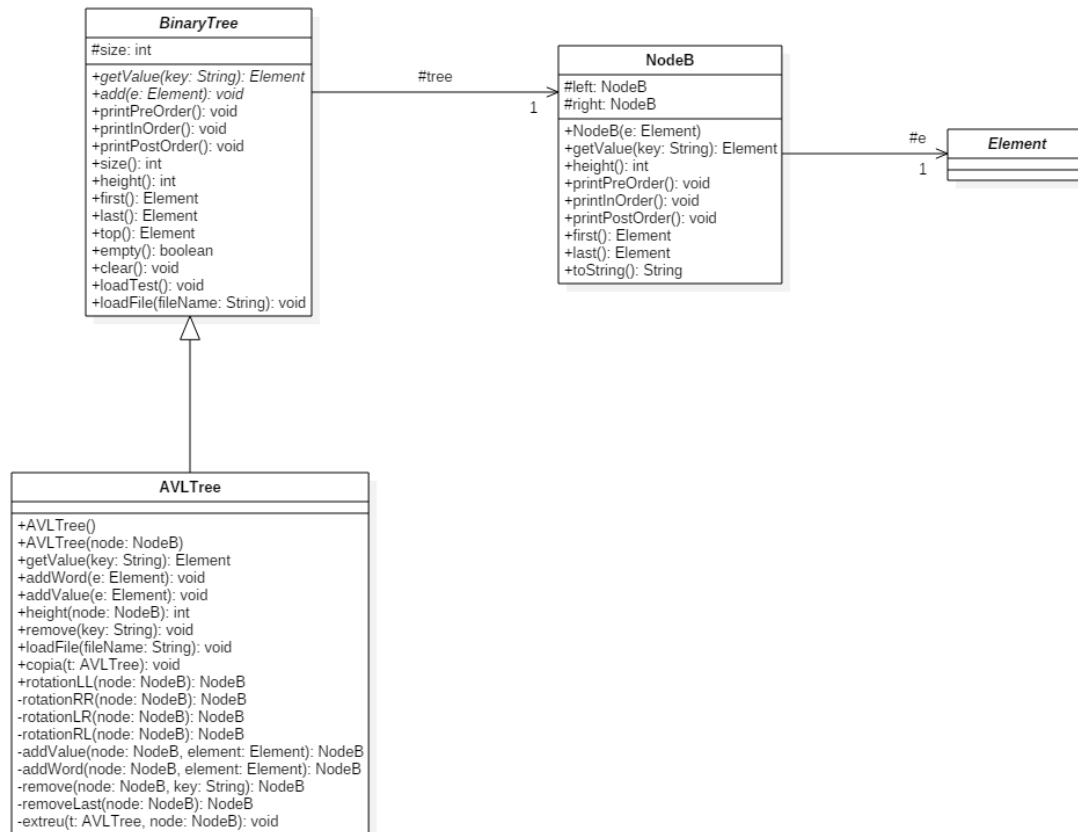 BinaryTree
#size: int
+getValue(key: String): Element
+add(e: Element): void
+printPreOrder(): void
+printInOrder(): void
+printPostOrder(): void
+size(): int
+height(): int
+first(): Element
+last(): Element
+top(): Element
+empty(): boolean
+clear(): void
+loadTest(): void
+loadFile(fileName: String): void
#tree
1
NodeB
#left: NodeB
#right: NodeB
+NodeB(e: Element)
+getValue(key: String): Element
+height(): int
+printPreOrder(): void
+printInOrder(): void
+printPostOrder(): void
+first(): Element
+last(): Element
+toString(): String
#e
1
Element
AVLTree
+AVLTree()
+AVLTree(node: NodeB)
+getValue(key: String): Element
+addWord(e: Element): void
+addValue(e: Element): void
+height(node: NodeB): int
+remove(key: String): void
+loadFile(fileName: String): void
+copia(t: AVLTree): void
+rotationLL(node: NodeB): NodeB
-rotationRR(node: NodeB): NodeB
-rotationLR(node: NodeB): NodeB
-rotationRL(node: NodeB): NodeB
-addValue(node: NodeB, element: Element): NodeB
-addWord(node: NodeB, element: Element): NodeB
-remove(node: NodeB, key: String): NodeB
-removeLast(node: NodeB): NodeB
-extreu(t: AVLTree, node: NodeB): void